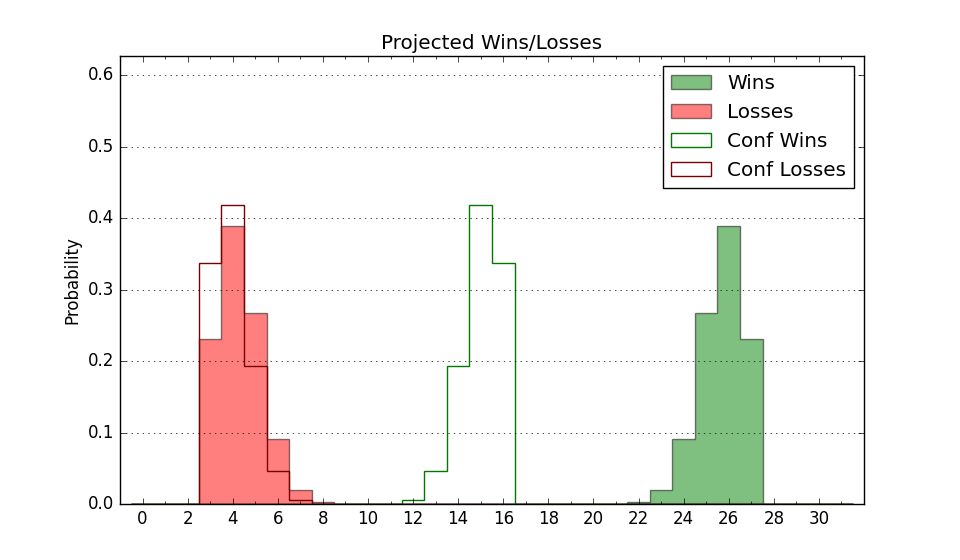 Projected Wins/Losses
Probability
0.6
0.5
0.4
0.3
0.2
0.1
0.0
Wins
Losses
Conf Wins
Conf Losses
0 2 4 6 8 10 12 14 16 18 20 22 24 26 28 30